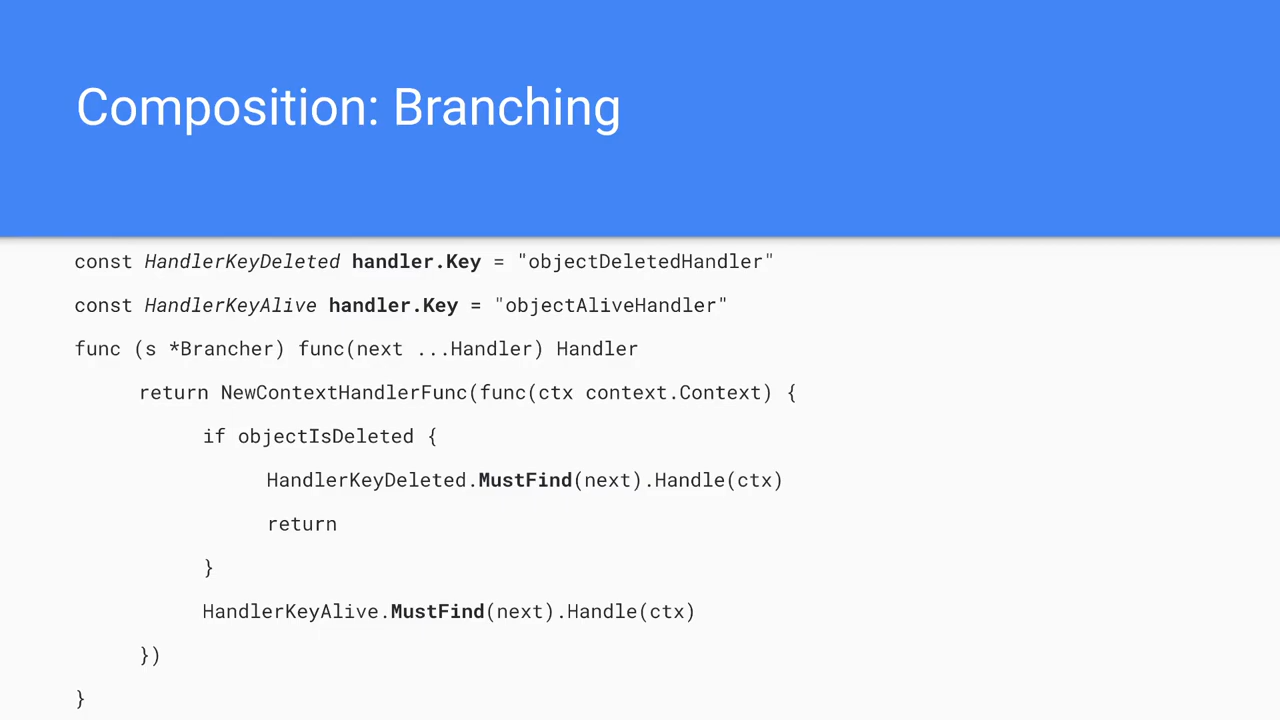 Composition: Branching
const HandlerKeyDeleted handler.Key = "objectDeletedHandler"
const HandlerKeyAlive handler.Key = "objectAliveHandler"
func (s *Brancher) func(next ...Handler) Handler
return NewContextHandlerFunc(func(ctx context.Context) {
if objectIsDeleted {
HandlerKeyDeleted.MustFind(next).Handle(ctx)
return
}
HandlerKeyAlive.MustFind(next).Handle(ctx)
})
}